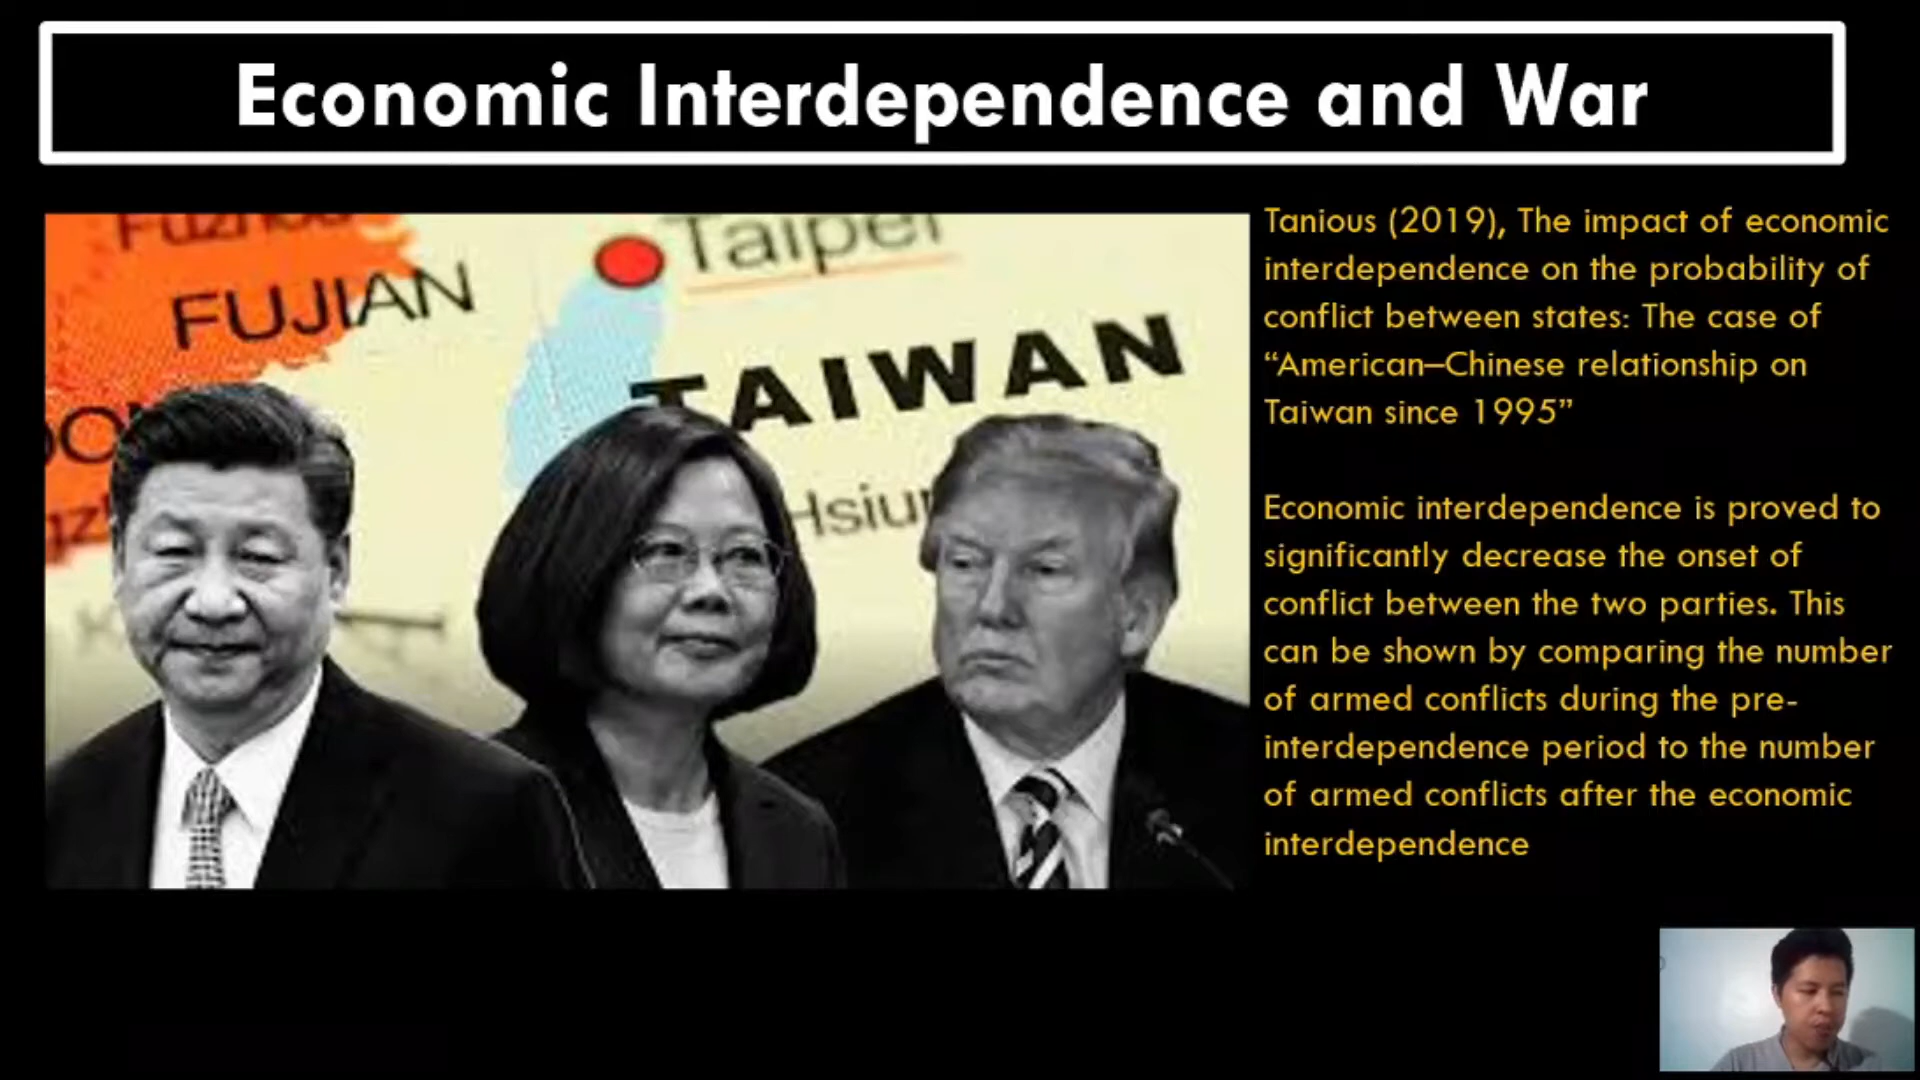 Economic Interdependence and War
Taipei
FUJIAN
TAIWAN
Tanious (2019), The impact of economic
interdependence on the probability of
conflict between states: The case of
“American–Chinese relationship on
Taiwan since 1995”
Economic interdependence is proved to
significantly decrease the onset of
conflict between the two parties. This
can be shown by comparing the number
of armed conflicts during the pre-
interdependence period to the number
of armed conflicts after the economic
interdependence